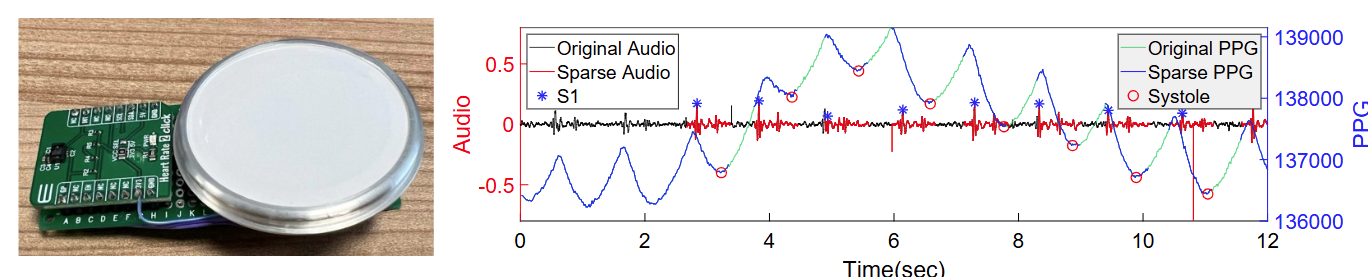 Heart Rate 10 click
A B C D E F H I J K L
Original Audio
Sparse Audio
S1
Original PPG
Sparse PPG
Systole
Audio
0.5
0
-0.5
PPG
139000
138000
137000
136000
0 2 4 6 8 10 12
Time(sec)